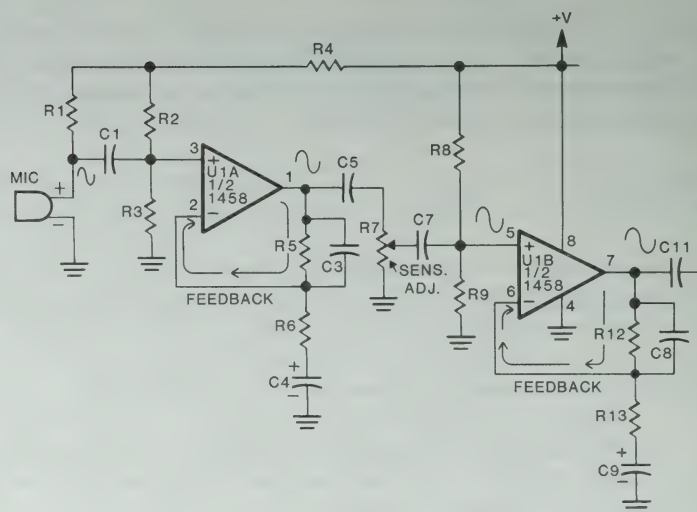 +V
R4
R1
R2
C1
MIC
+
−
R3
3
+
U1A
1/2
1458
2
−
1
R5
C3
FEEDBACK
R6
+
C4
−
C5
R7
SENS.
ADJ.
C7
R8
R9
5
+
U1B
1/2
1458
6
−
8
4
7
C11
R12
C8
FEEDBACK
R13
+
C9
−